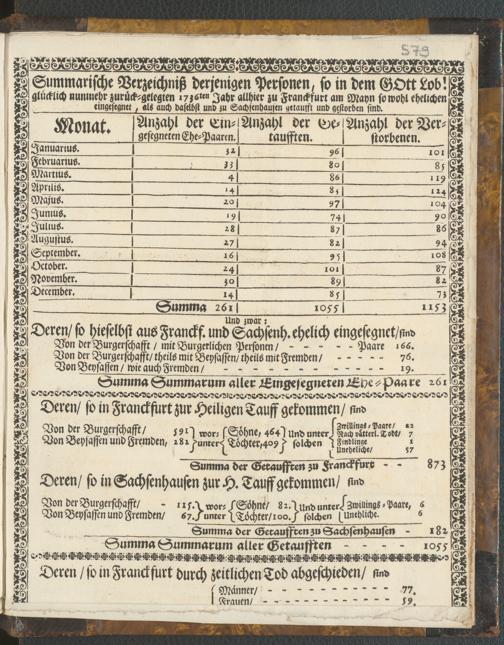 579
Summarische Verzeichniß derjenigen Personen, so in dem GOtt Lob!
glücklich nunmehr zurück-gelegten 1736ten Jahr allhier zu Franckfurt am Mayn so wohl ehelichen
eingesegnet, als auch daselbst und zu Sachsenhausen getaufft und gestorben sind.
Monat. Anzahl der Ein- Anzahl der Ge- Anzahl der Ver-
gesegneten Ehe-Paaren. taufften. storbenen.
Januarius. 32 96 101
Februarius. 33 80 85
Martius. 4 86 119
Aprilis. 14 83 124
Majus. 20 97 104
Junius. 19 74 90
Julius. 28 87 86
Augustus. 27 82 94
September. 16 95 108
October. 24 101 87
November. 30 89 82
December. 14 85 73
Summa 261 1055 1153
Und zwar:
Deren/ so hieselbst aus Franckf. und Sachsenh. ehelich eingesegnet/ sind
Von der Burgerschafft / mit Burgerlichen Personen / - - - - - Paare 166.
Von der Burgerschafft / theils mit Beysassen / theils mit Fremden / - - - - - 76.
Von Beysassen / wie auch Fremden / - - - - - - - 19.
Summa Summarum aller Eingesegneten Ehe-Paare 261
Deren / so in Franckfurt zur Heiligen Tauff gekommen / sind
Von der Burgerschafft / 591 wor: Söhne, 464 Und unter Zwillings-Paare/ 12
Von Beysassen und Fremden, 281 unter Töchter, 409 solchen Nach vätterl. Todt/ 7
Findlinge 1
Uneheliche/ 57
Summa der Getaufften zu Franckfurt - - 873
Deren / so in Sachsenhausen zur H. Tauff gekommen / sind
Von der Burgerschafft / - 115. wor: Söhne / 82. Und unter Zwillings-Paare, 6
Von Beysassen und Fremden/ 67. unter Töchter/100. solchen Uneheliche. 6
Summa der Getaufften zu Sachsenhausen - 182
Summa Summarum aller Getaufften - - - - 1055
Deren / so in Franckfurt durch zeitlichen Tod abgeschieden / sind
Männer/ - - - - - - - - - 77.
Frauen/ - - - - - - - - - 59.